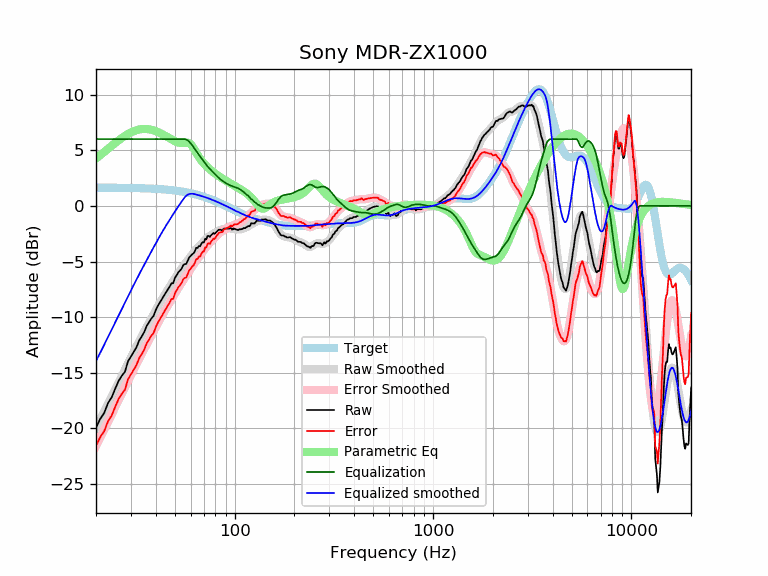 Sony MDR-ZX1000
10
5
0
−5
−10
−15
−20
−25
Amplitude (dBr)
Target
Raw Smoothed
Error Smoothed
Raw
Error
Parametric Eq
Equalization
Equalized smoothed
100
1000
10000
Frequency (Hz)